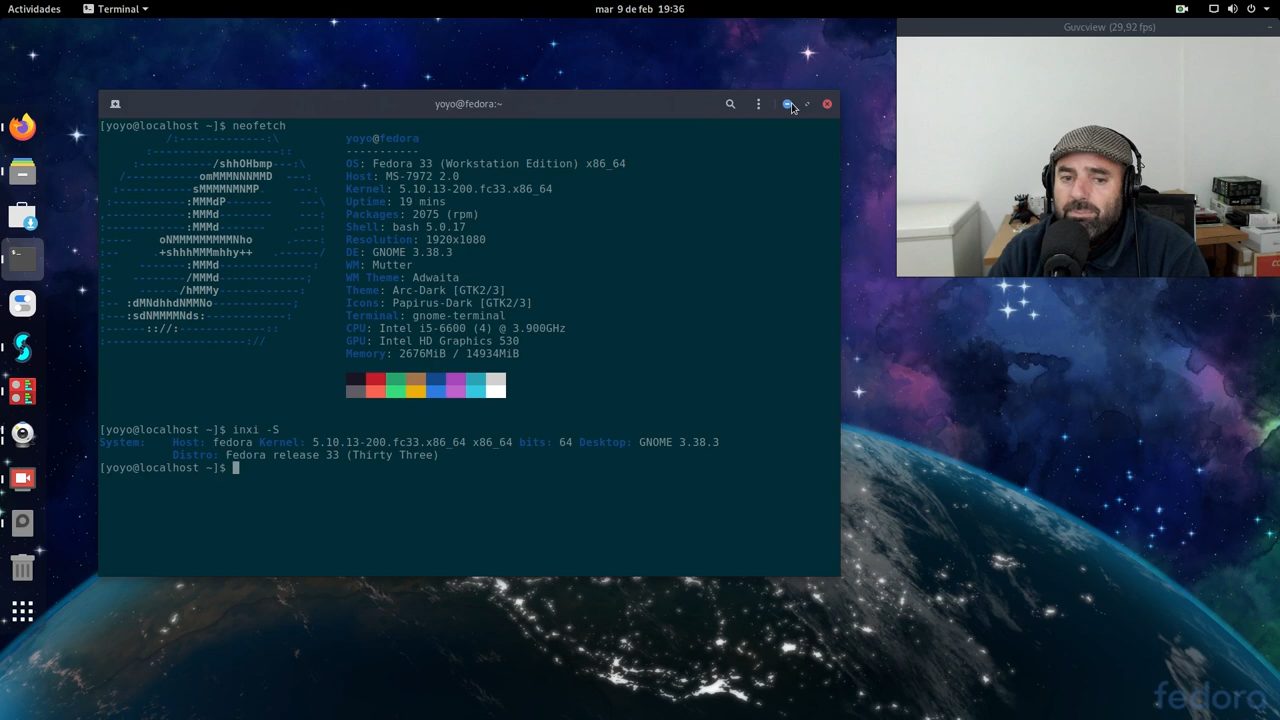 Actividades
Terminal
mar 9 de feb 19:36
Guvcview (29,92 fps)
yoyo@fedora:~
[yoyo@localhost ~]$ neofetch
/:-------------:\
:-------------------::
:-----------/shhOHbmp---:\
/-----------omMMMNNNMMD ---:
:-----------sMMMMNMNMP. ---:
:-----------:MMMdP------- ---\
,------------:MMMd-------- ---:
:------------:MMMd------- .---:
:---- oNMMMMMMMMMNho .----:
:-- .+shhhMMMmhhy++ .------/
:- -------:MMMd--------------:
:- --------/MMMd-------------;
:- ------/hMMMy------------:
:-- :dMNdhhdNMMNo------------;
:---:sdNMMMMNds:------------:
:------:://:-------------::
:---------------------://
yoyo@fedora
-----------
OS: Fedora 33 (Workstation Edition) x86_64
Host: MS-7972 2.0
Kernel: 5.10.13-200.fc33.x86_64
Uptime: 19 mins
Packages: 2075 (rpm)
Shell: bash 5.0.17
Resolution: 1920x1080
DE: GNOME 3.38.3
WM: Mutter
WM Theme: Adwaita
Theme: Arc-Dark [GTK2/3]
Icons: Papirus-Dark [GTK2/3]
Terminal: gnome-terminal
CPU: Intel i5-6600 (4) @ 3.900GHz
GPU: Intel HD Graphics 530
Memory: 2676MiB / 14934MiB
[yoyo@localhost ~]$ inxi -S
System: Host: fedora Kernel: 5.10.13-200.fc33.x86_64 x86_64 bits: 64 Desktop: GNOME 3.38.3
Distro: Fedora release 33 (Thirty Three)
[yoyo@localhost ~]$
fedora